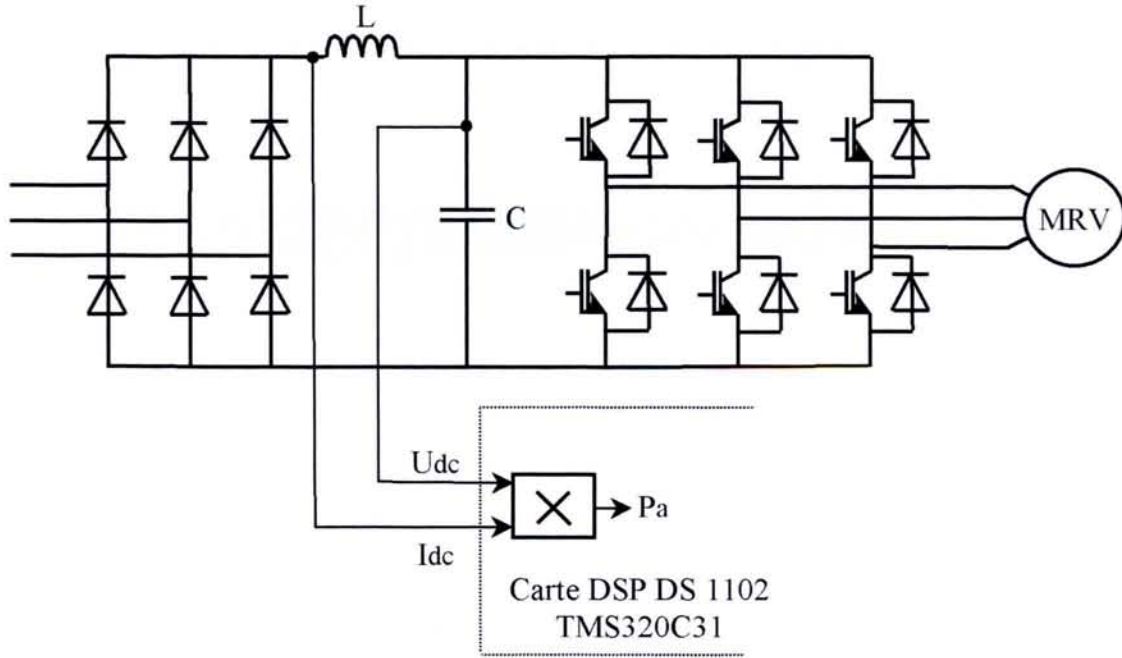 L
C
MRV
Udc
Pa
Idc
Carte DSP DS 1102
TMS320C31